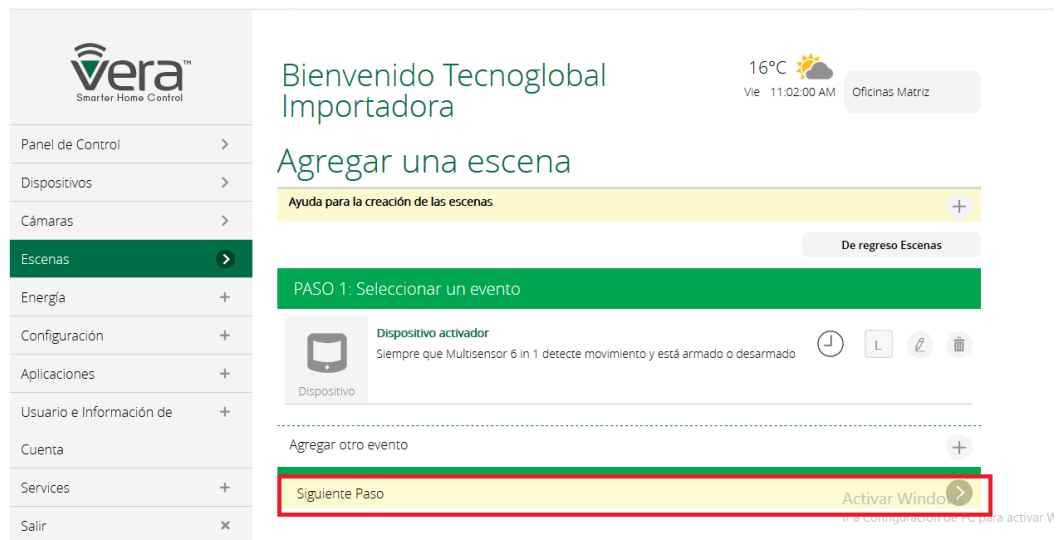 Vera™
Smarter Home Control
Bienvenido Tecnoglobal
Importadora
16°C
Vie 11:02:00 AM
Oficinas Matriz
Panel de Control
Dispositivos
Cámaras
Escenas
Energía
Configuración
Aplicaciones
Usuario e Información de
Cuenta
Services
Salir
Agregar una escena
Ayuda para la creación de las escenas
De regreso Escenas
PASO 1: Seleccionar un evento
Dispositivo activador
Siempre que Multisensor 6 in 1 detecte movimiento y está armado o desarmado
L
Dispositivo
Agregar otro evento
Siguiente Paso
Activar Window
Ir a Configuración de PC para activar W